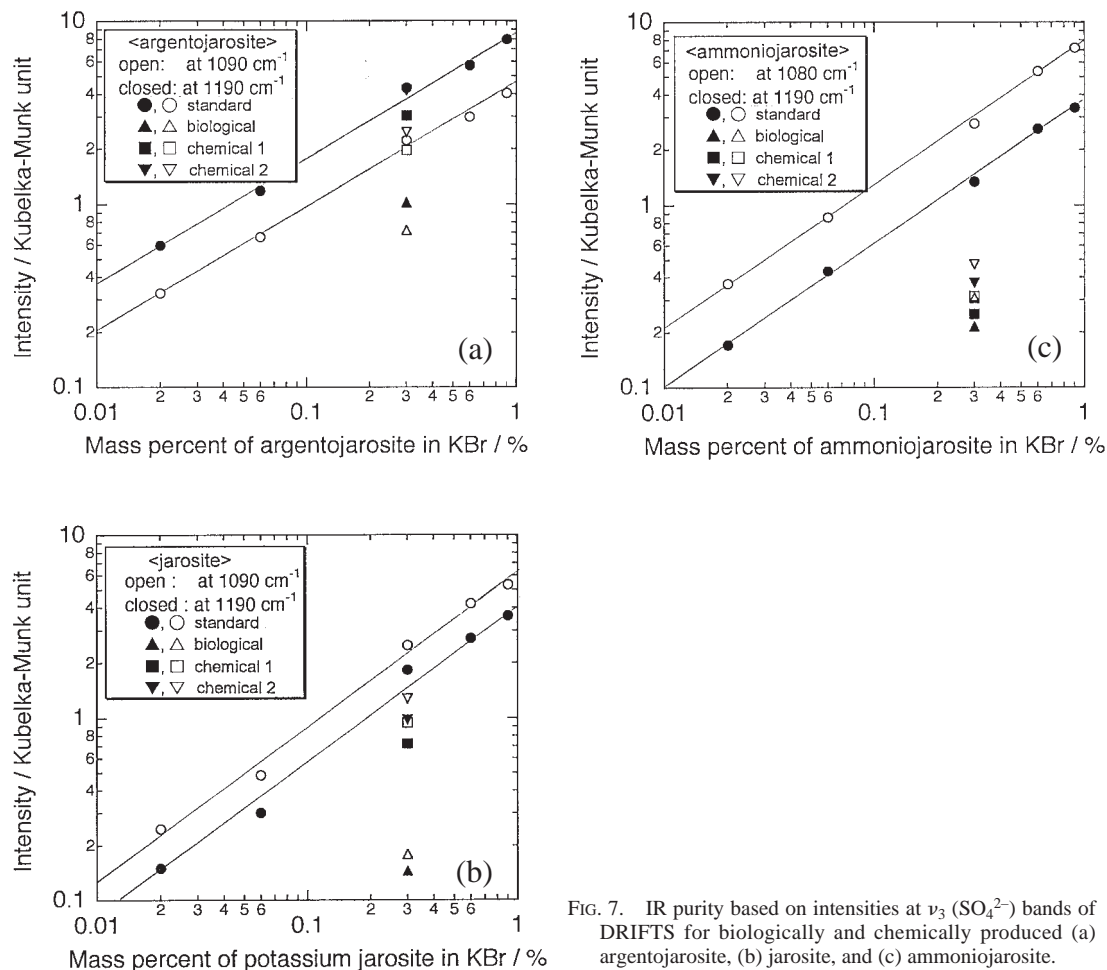 10
8
6
4
2
1
8
6
4
2
0.1
Intensity / Kubelka-Munk unit
<argentojarosite>
open: at 1090 cm⁻¹
closed: at 1190 cm⁻¹
●, ○ standard
▲, △ biological
■, □ chemical 1
▼, ▽ chemical 2
(a)
0.01 2 3 4 5 6 0.1 2 3 4 5 6 1
Mass percent of argentojarosite in KBr / %
10
8
6
4
2
1
8
6
4
2
0.1
Intensity / Kubelka-Munk unit
<ammoniojarosite>
open: at 1080 cm⁻¹
closed: at 1190 cm⁻¹
●, ○ standard
▲, △ biological
■, □ chemical 1
▼, ▽ chemical 2
(c)
0.01 2 3 4 5 6 0.1 2 3 4 5 6 1
Mass percent of ammoniojarosite in KBr / %
10
8
6
4
2
1
8
6
4
2
0.1
Intensity / Kubelka-Munk unit
<jarosite>
open : at 1090 cm⁻¹
closed : at 1190 cm⁻¹
●, ○ standard
▲, △ biological
■, □ chemical 1
▼, ▽ chemical 2
(b)
0.01 2 3 4 5 6 0.1 2 3 4 5 6 1
Mass percent of potassium jarosite in KBr / %
FIG. 7. IR purity based on intensities at ν₃ (SO₄²⁻) bands of
DRIFTS for biologically and chemically produced (a)
argentojarosite, (b) jarosite, and (c) ammoniojarosite.